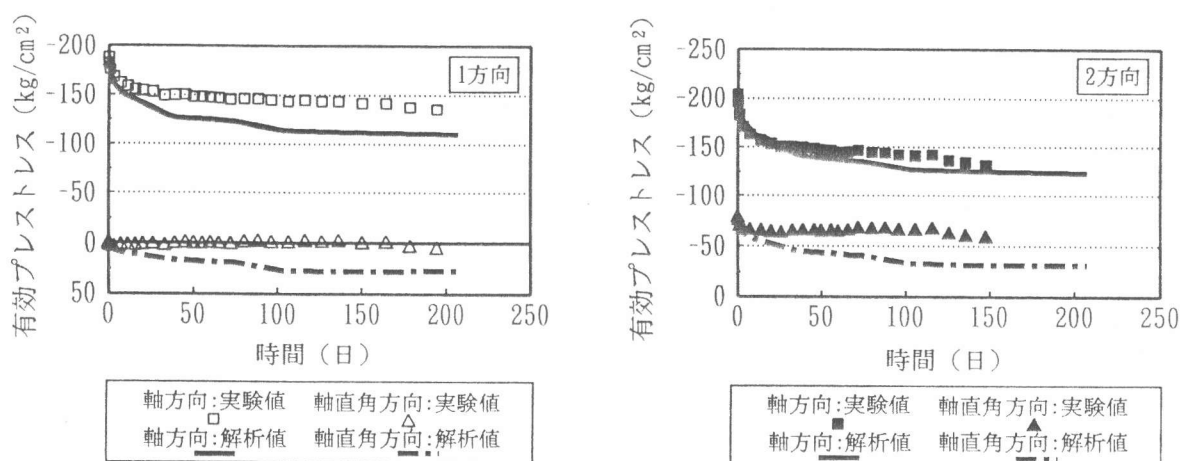 有効プレストレス (kg/cm²)
-200
-150
-100
-50
0
50
0 50 100 150 200 250
時間(日)
1方向
軸方向:実験値 軸直角方向:実験値
軸方向:解析値 軸直角方向:解析値
有効プレストレス (kg/cm²)
-250
-200
-150
-100
-50
0
0 50 100 150 200 250
時間(日)
2方向
軸方向:実験値 軸直角方向:実験値
軸方向:解析値 軸直角方向:解析値